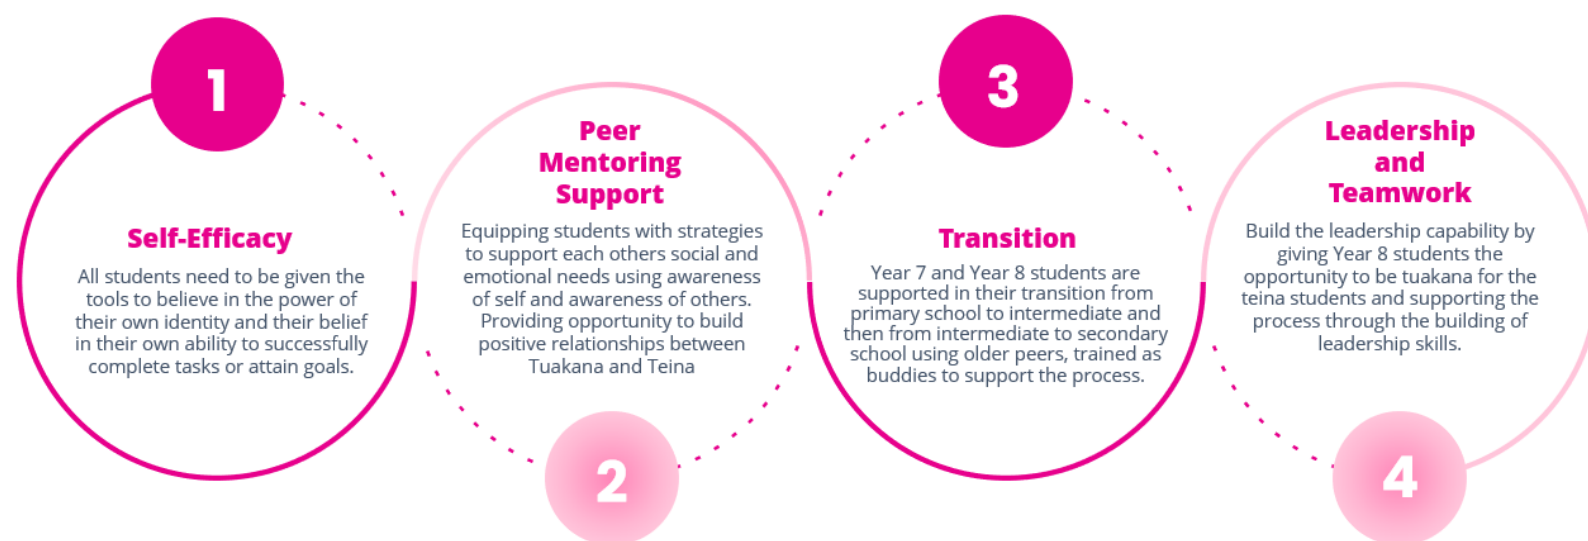 1
Self-Efficacy
All students need to be given the
tools to believe in the power of
their own identity and their belief
in their own ability to successfully
complete tasks or attain goals.
Peer
Mentoring
Support
Equipping students with strategies
to support each others social and
emotional needs using awareness
of self and awareness of others.
Providing opportunity to build
positive relationships between
Tuakana and Teina
2
3
Transition
Year 7 and Year 8 students are
supported in their transition from
primary school to intermediate and
then from intermediate to secondary
school using older peers, trained as
buddies to support the process.
Leadership
and
Teamwork
Build the leadership capability by
giving Year 8 students the
opportunity to be tuakana for the
teina students and supporting the
process through the building of
leadership skills.
4